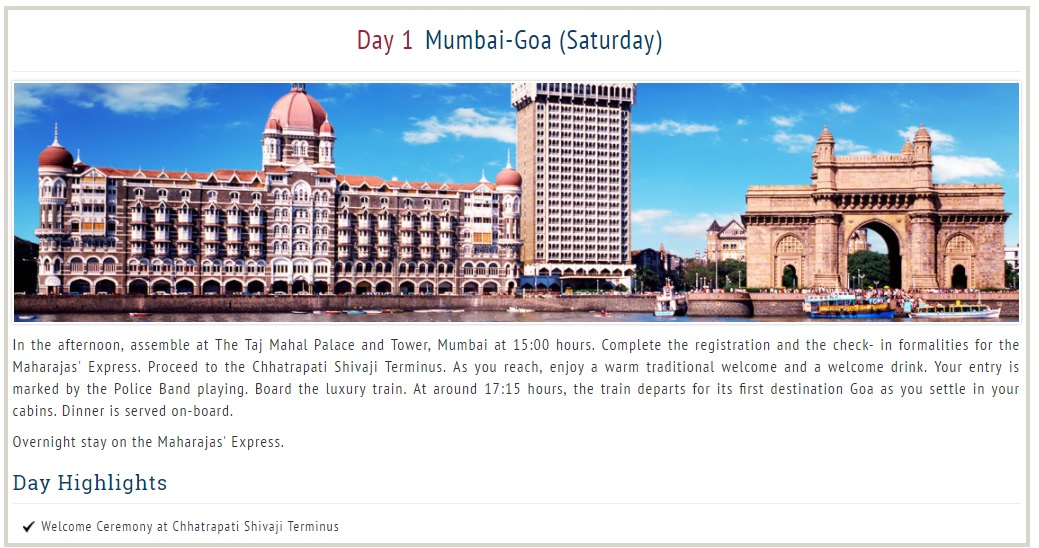 Day 1 Mumbai-Goa (Saturday)
In the afternoon, assemble at The Taj Mahal Palace and Tower, Mumbai at 15:00 hours. Complete the registration and the check- in formalities for the
Maharajas' Express. Proceed to the Chhatrapati Shivaji Terminus. As you reach, enjoy a warm traditional welcome and a welcome drink. Your entry is
marked by the Police Band playing. Board the luxury train. At around 17:15 hours, the train departs for its first destination Goa as you settle in your
cabins. Dinner is served on-board.
Overnight stay on the Maharajas' Express.
Day Highlights
Welcome Ceremony at Chhatrapati Shivaji Terminus